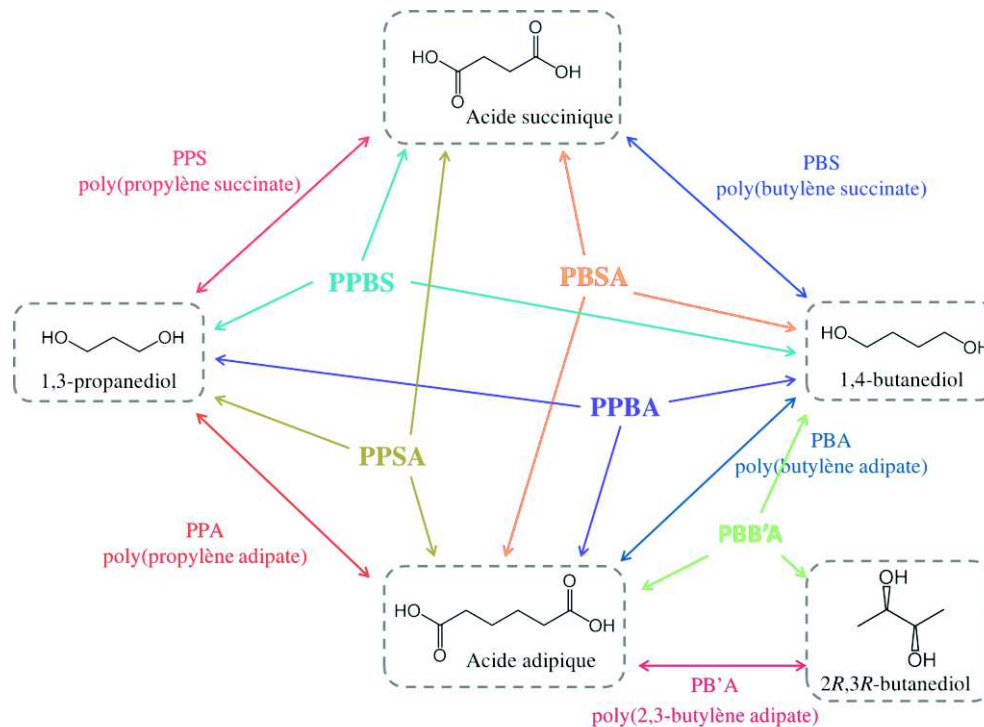 O
HO
OH
O
Acide succinique
PPS
poly(propylène succinate)
PBS
poly(butylène succinate)
PPBS
PBSA
HO
OH
1,3-propanediol
HO
OH
1,4-butanediol
PPBA
PPSA
PBA
poly(butylène adipate)
PPA
poly(propylène adipate)
PBB'A
O
HO
OH
O
Acide adipique
OH
OH
2R,3R-butanediol
PB’A
poly(2,3-butylène adipate)